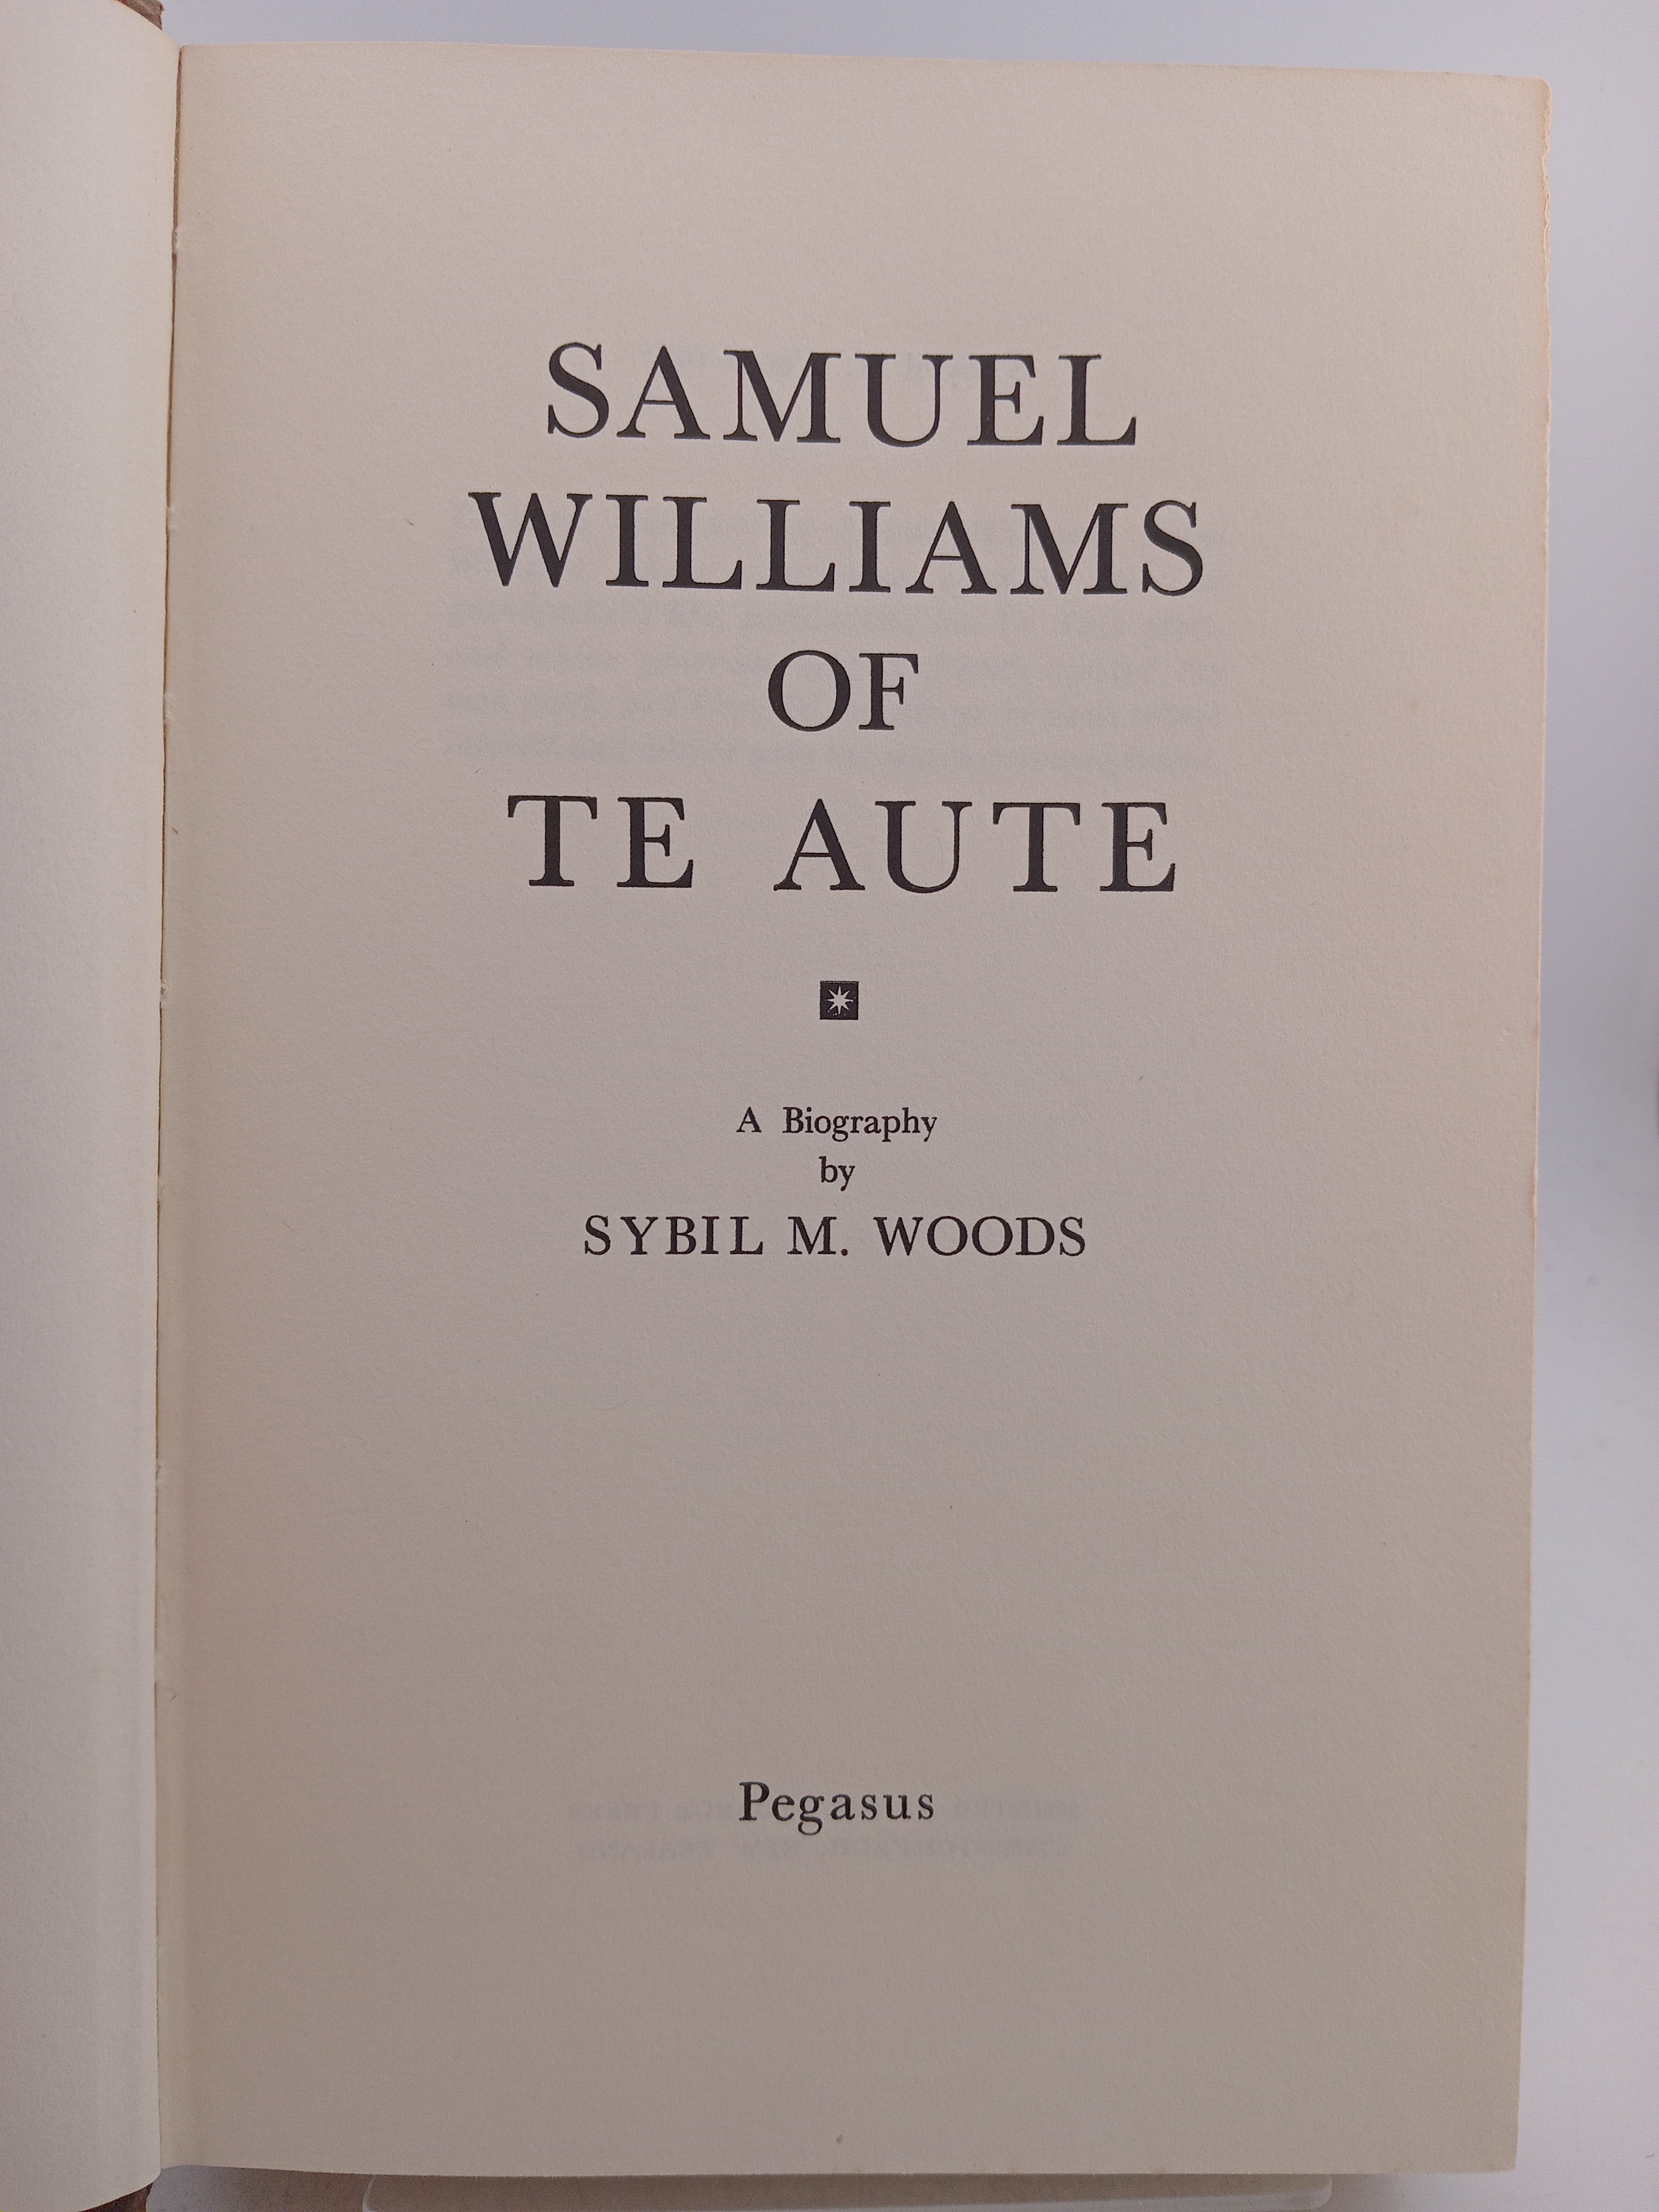 SAMUEL
WILLIAMS
OF
TE AUTE
A Biography
by
SYBIL M. WOODS
Pegasus